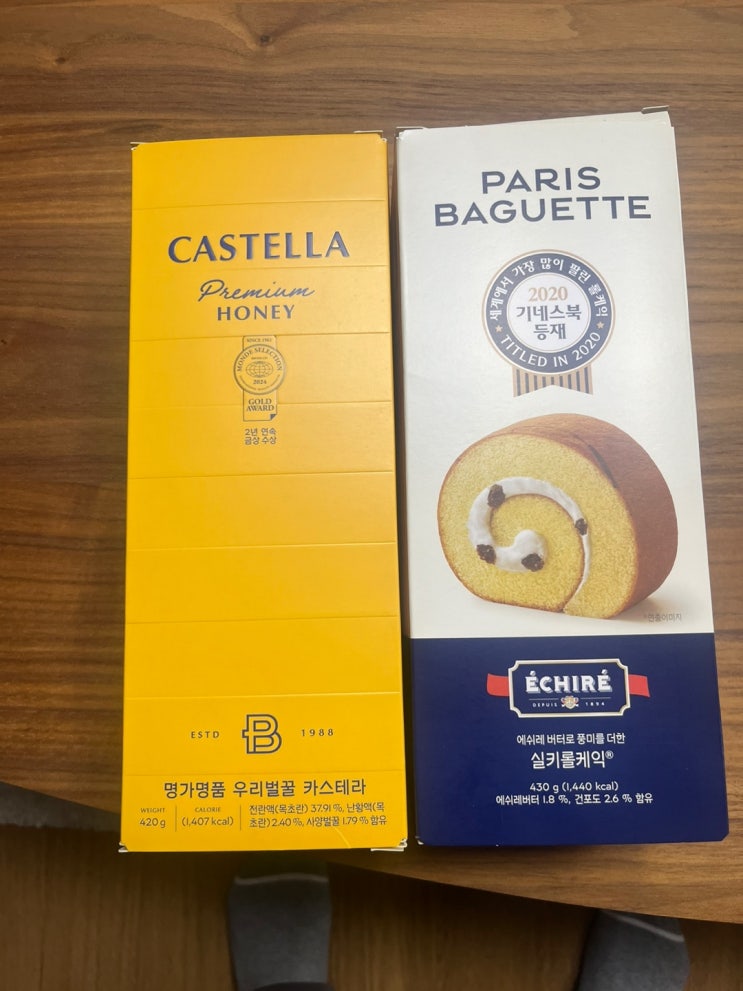 CASTELLA
Premium
HONEY
SINCE 1961
MONDE SELECTION
2024
GOLD
AWARD
2년 연속
금상 수상
ESTD
B
1988
명가명품 우리벌꿀 카스테라
WEIGHT
420 g
CALORIE
(1,407 kcal)
전란액(목초란) 37.91 %, 난황액(목
초란) 2.40 %, 사양벌꿀 1.79 % 함유
PARIS
BAGUETTE
세계에서 가장 많이 팔린 롤케익
2020
기네스북
등재
TITLED IN 2020
*연출이미지
ÉCHIRÉ
DEPUIS 1894
에쉬레 버터로 풍미를 더한
실키롤케익®
430 g (1,440 kcal)
에쉬레버터 1.8 %, 건포도 2.6 % 함유